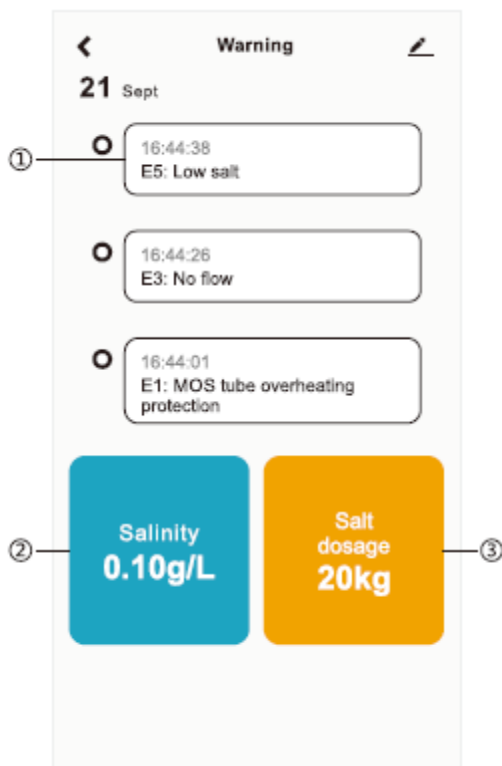 Warning
21 Sept
①
16:44:38
E5: Low salt
16:44:26
E3: No flow
16:44:01
E1: MOS tube overheating
protection
②
Salinity
0.10g/L
Salt
dosage
20kg
③